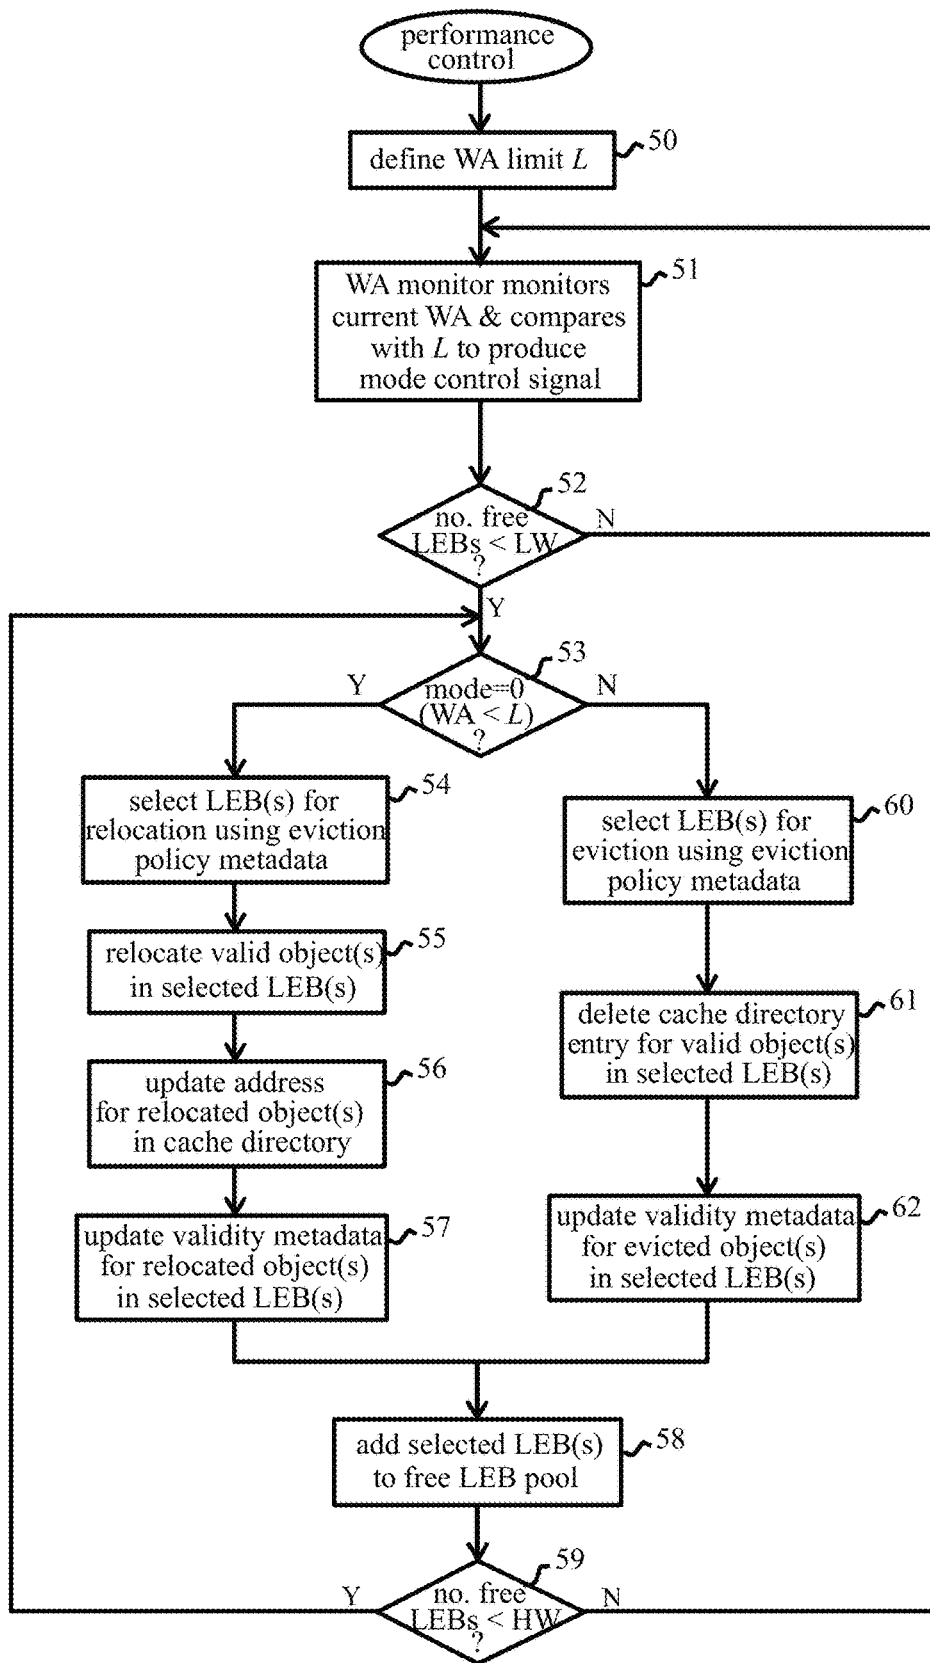 performance
control
50
define WA limit L
51
WA monitor monitors
current WA & compares
with L to produce
mode control signal
52
no. free
LEBs < LW
?
N
Y
53
Y
mode=0
(WA < L)
?
N
54
select LEB(s) for
relocation using eviction
policy metadata
60
select LEB(s) for
eviction using eviction
policy metadata
55
relocate valid object(s)
in selected LEB(s)
61
delete cache directory
entry for valid object(s)
in selected LEB(s)
56
update address
for relocated object(s)
in cache directory
57
update validity metadata
for relocated object(s)
in selected LEB(s)
62
update validity metadata
for evicted object(s)
in selected LEB(s)
58
add selected LEB(s)
to free LEB pool
59
Y
no. free
LEBs < HW
?
N